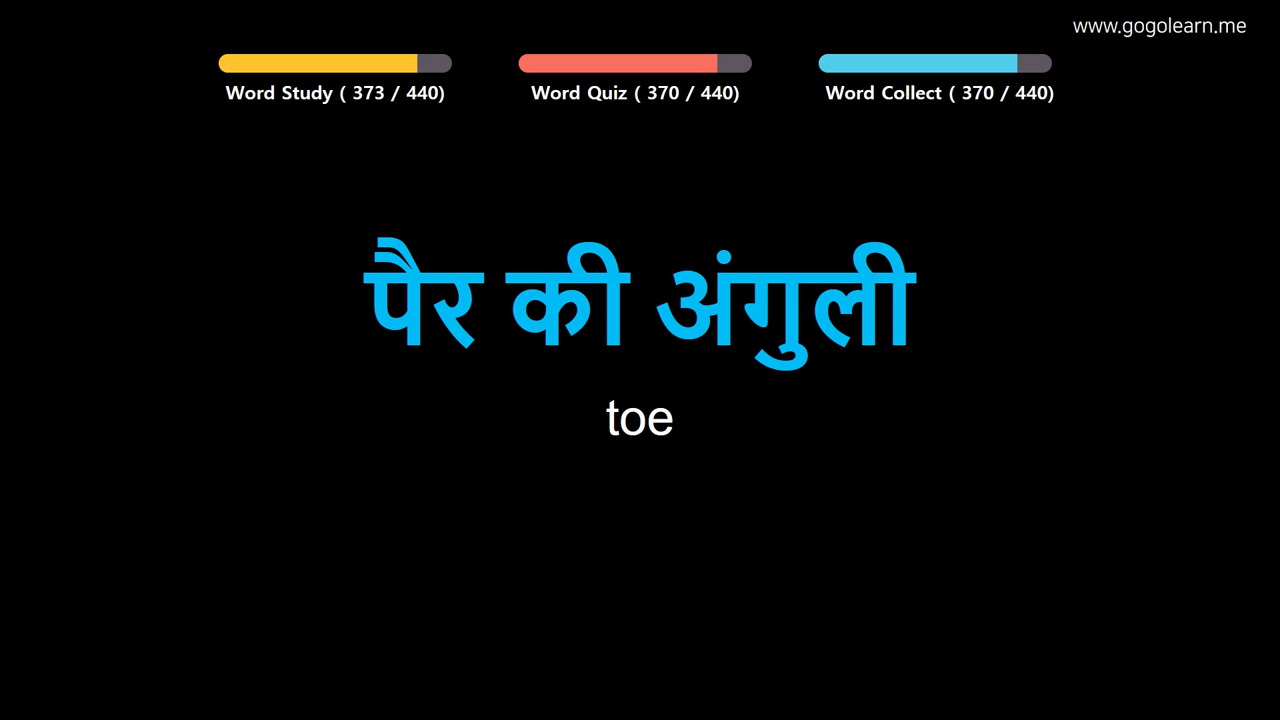 www.gogolearn.me
Word Study ( 373 / 440)
Word Quiz ( 370 / 440)
Word Collect ( 370 / 440)
पैर की अंगुली
toe